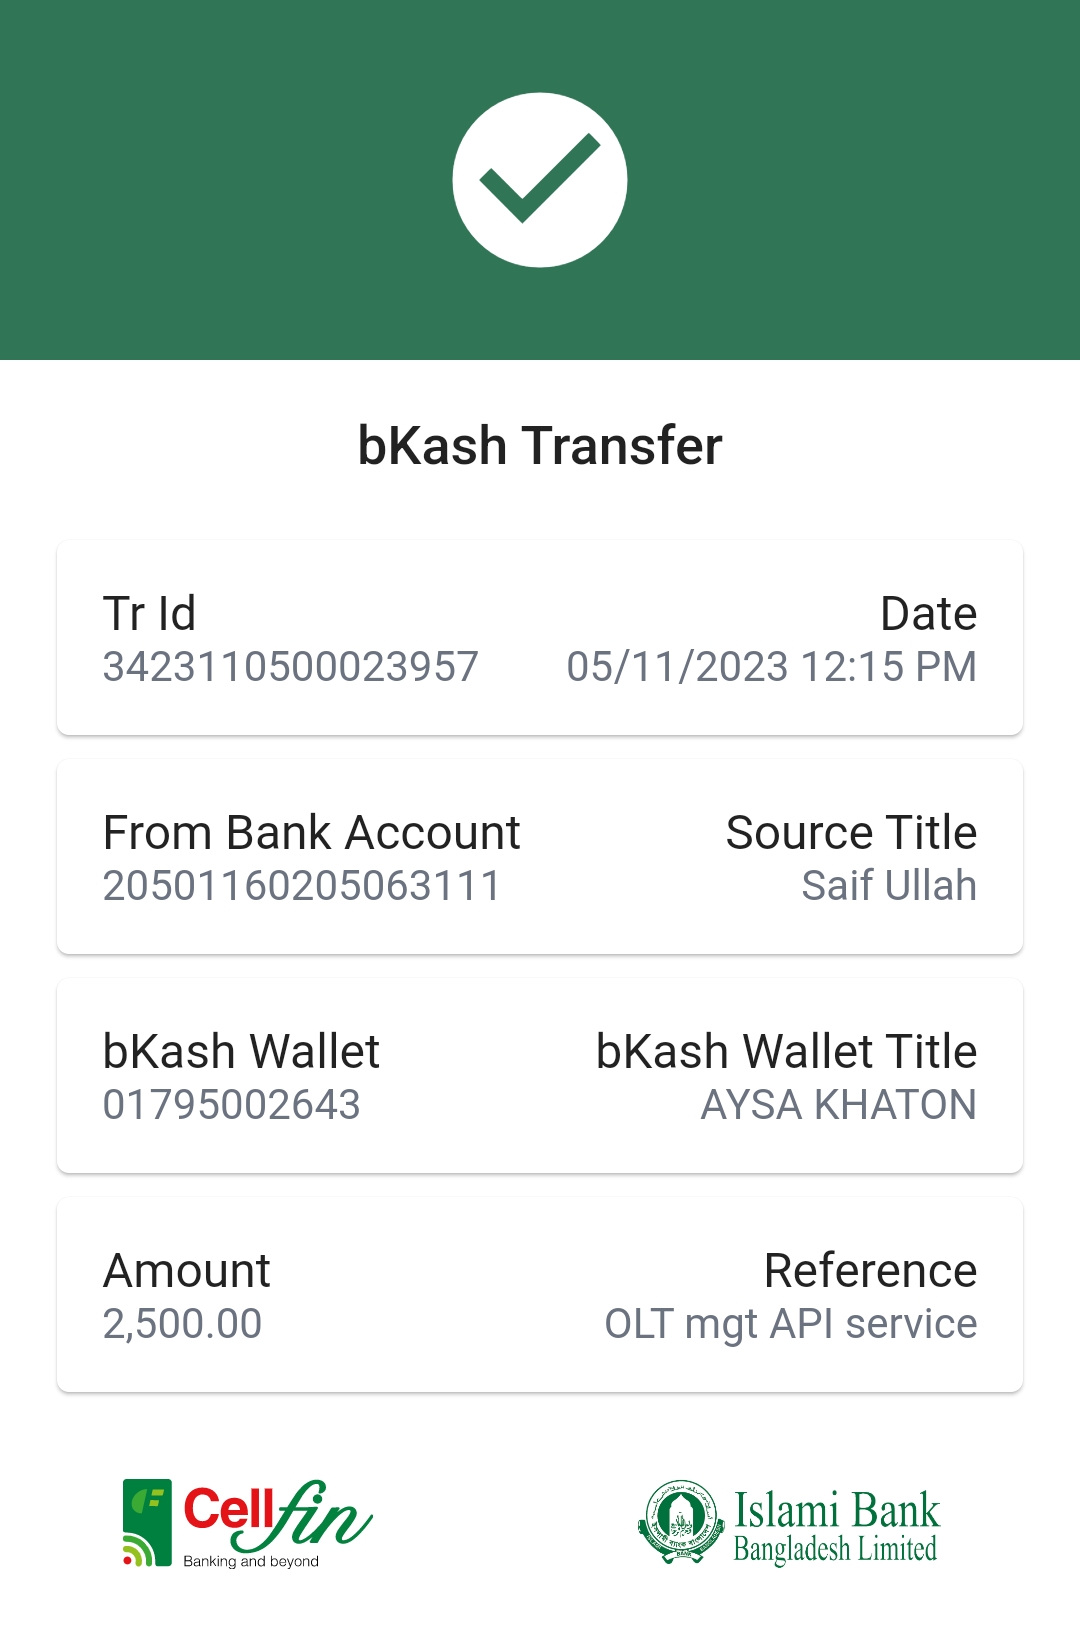 bKash Transfer
Tr Id
Date
3423110500023957
05/11/2023 12:15 PM
From Bank Account
Source Title
20501160205063111
Saif Ullah
bKash Wallet
bKash Wallet Title
01795002643
AYSA KHATON
Amount
Reference
2,500.00
OLT mgt API service
Cellfin
Banking and beyond
Islami Bank
Bangladesh Limited